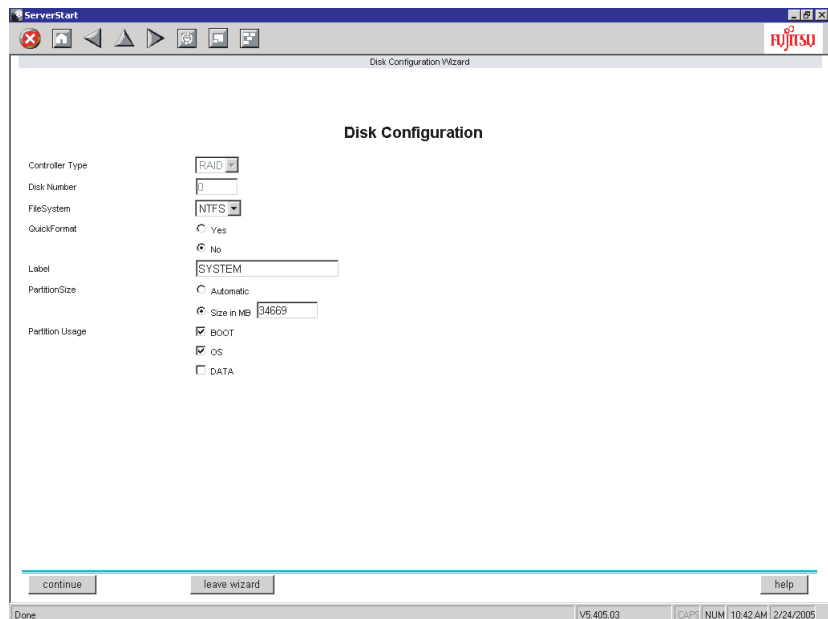 ServerStart
FUJITSU
Disk Configuration Wizard
Disk Configuration
Controller Type
RAID
Disk Number
0
FileSystem
NTFS
QuickFormat
Yes
No
Label
SYSTEM
PartitionSize
Automatic
Size in MB 34669
Partition Usage
BOOT
OS
DATA
continue
leave wizard
help
Done
V5.405.03
CAPS NUM 10:42 AM 2/24/2005